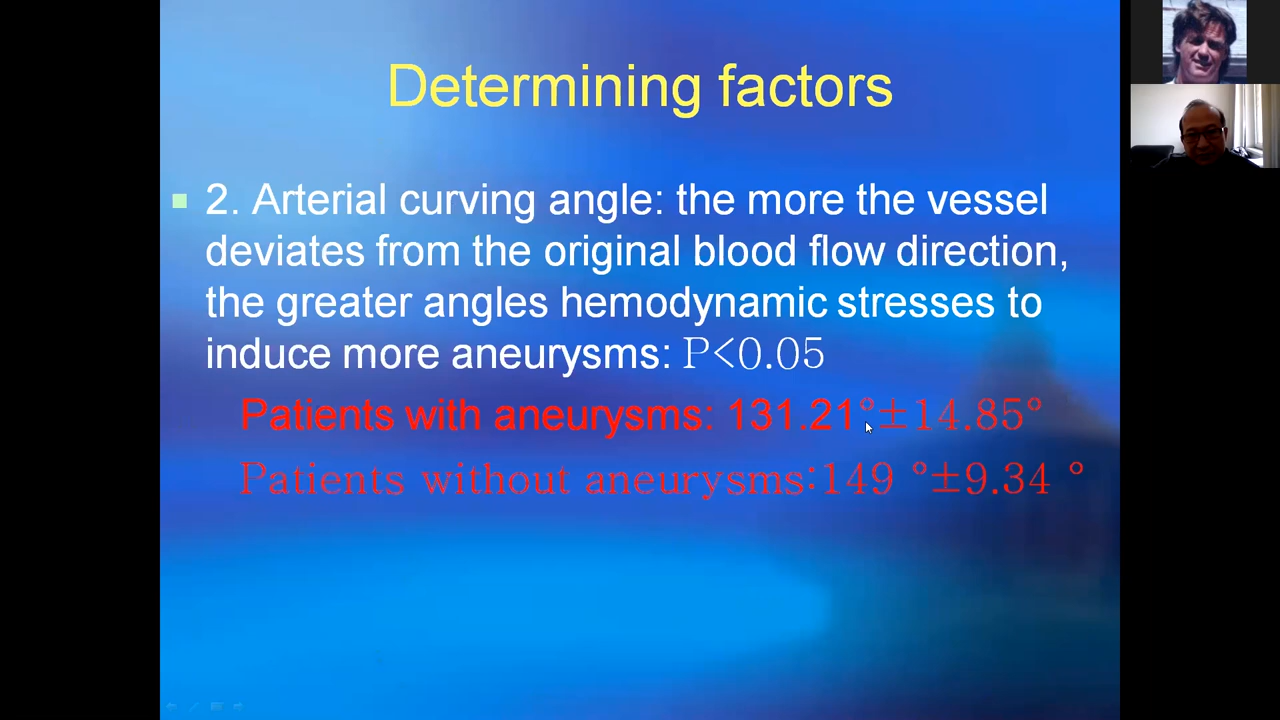 Determining factors
2. Arterial curving angle: the more the vessel
deviates from the original blood flow direction,
the greater angles hemodynamic stresses to
induce more aneurysms: P<0.05
Patients with aneurysms: 131.21°±14.85°
Patients without aneurysms:149 °±9.34 °